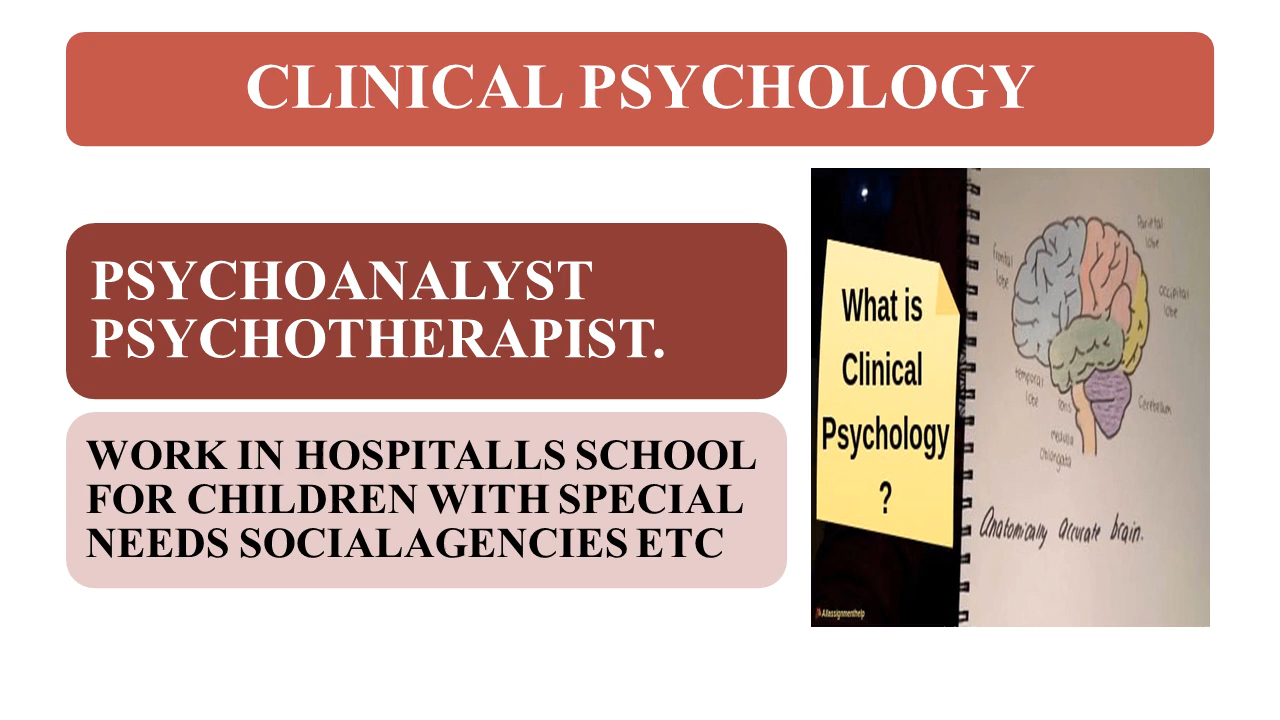 CLINICAL PSYCHOLOGY
PSYCHOANALYST
PSYCHOTHERAPIST.
WORK IN HOSPITALLS SCHOOL
FOR CHILDREN WITH SPECIAL
NEEDS SOCIALAGENCIES ETC
What is
Clinical
Psychology
?
Allassignmenthelp
frontal
lobe
Parietal
lobe
occipital
lobe
temporal
lobe
pons
Cerebellum
medulla
oblongata
Anatomically accurate brain.